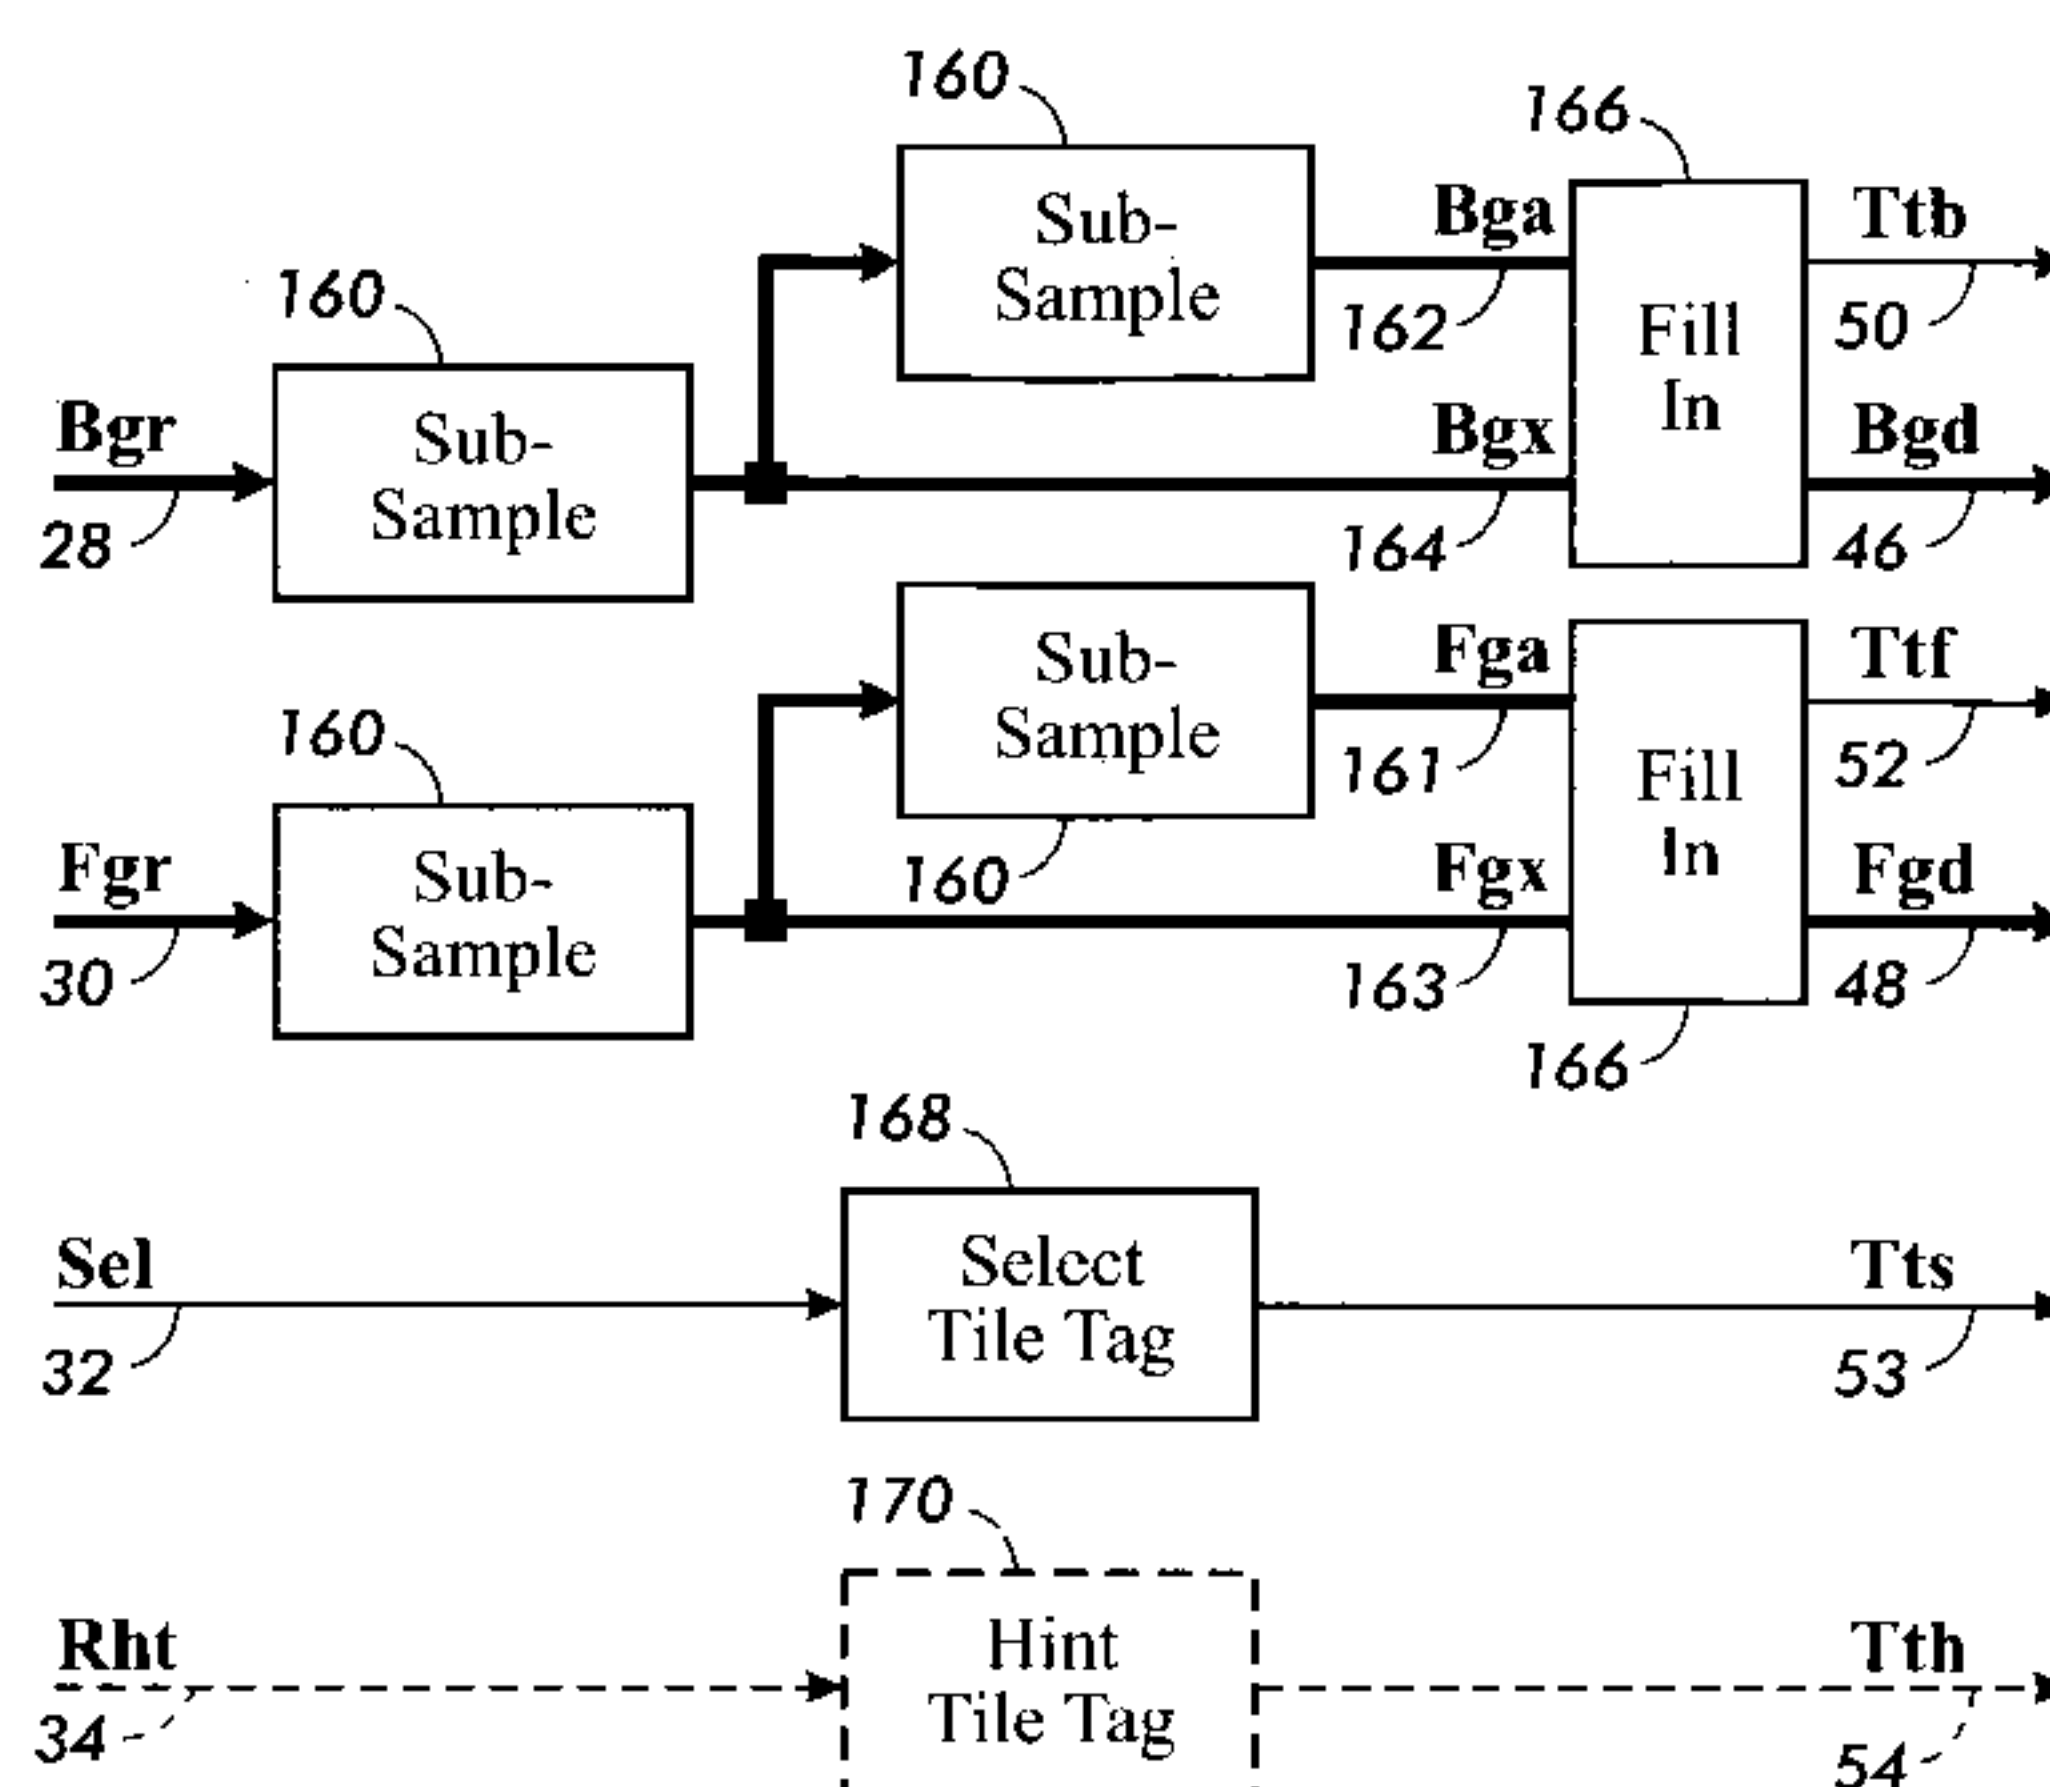 160
166
Sub-
Sample
Bga
Ttb
160
162
Fill
In
50
Bgr
Sub-
Sample
Bgx
Bgd
28
164
46
Sub-
Sample
Fga
Ttf
160
161
Fill
In
52
Fgr
Sub-
Sample
160
Fgx
Fgd
30
163
48
166
168
Sel
Select
Tile Tag
Tts
32
53
170
Rht
Hint
Tile Tag
Tth
34
54